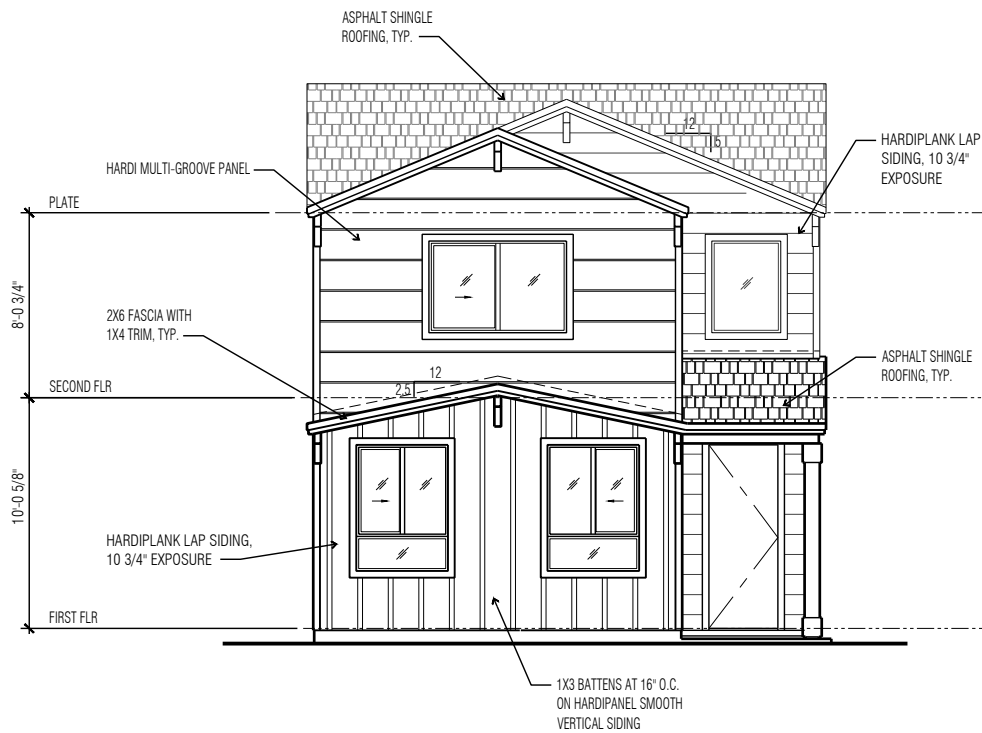 ASPHALT SHINGLE
ROOFING, TYP.
12
5
HARDIPLANK LAP
SIDING, 10 3/4"
EXPOSURE
HARDI MULTI-GROOVE PANEL
PLATE
8'-0 3/4"
2X6 FASCIA WITH
1X4 TRIM, TYP.
ASPHALT SHINGLE
ROOFING, TYP.
12
2.5
SECOND FLR
10'-0 5/8"
HARDIPLANK LAP SIDING,
10 3/4" EXPOSURE
FIRST FLR
1X3 BATTENS AT 16" O.C.
ON HARDIPANEL SMOOTH
VERTICAL SIDING